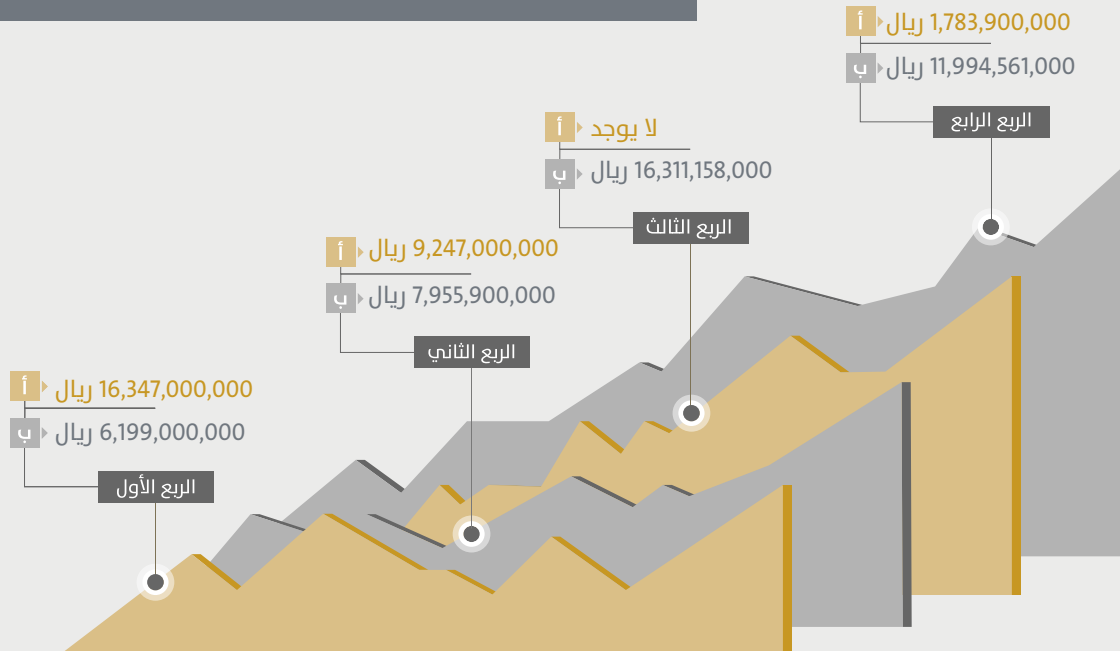 أ 1,783,900,000 ريال
ب 11,994,561,000 ريال
الربع الرابع
أ لا يوجد
ب 16,311,158,000 ريال
الربع الثالث
أ 9,247,000,000 ريال
ب 7,955,900,000 ريال
الربع الثاني
أ 16,347,000,000 ريال
ب 6,199,000,000 ريال
الربع الأول